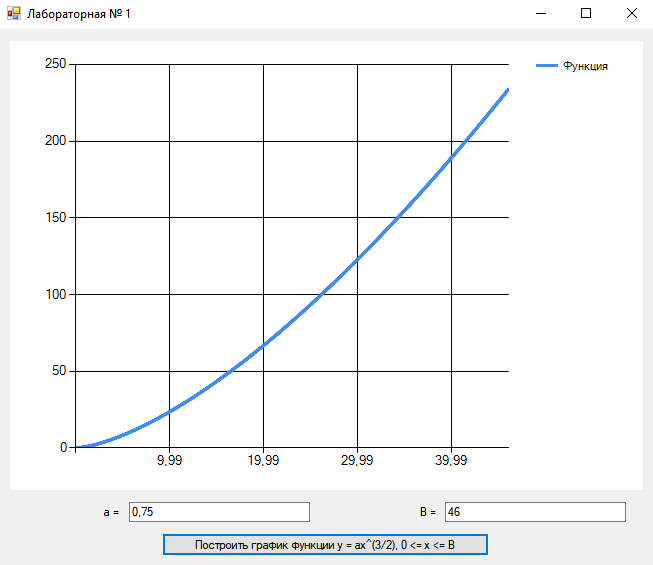 Лабораторная № 1
Функция
250
200
150
100
50
0
9,99 19,99 29,99 39,99
a = 0,75 B = 46
Построить график функции y = ax^(3/2), 0 <= x <= B